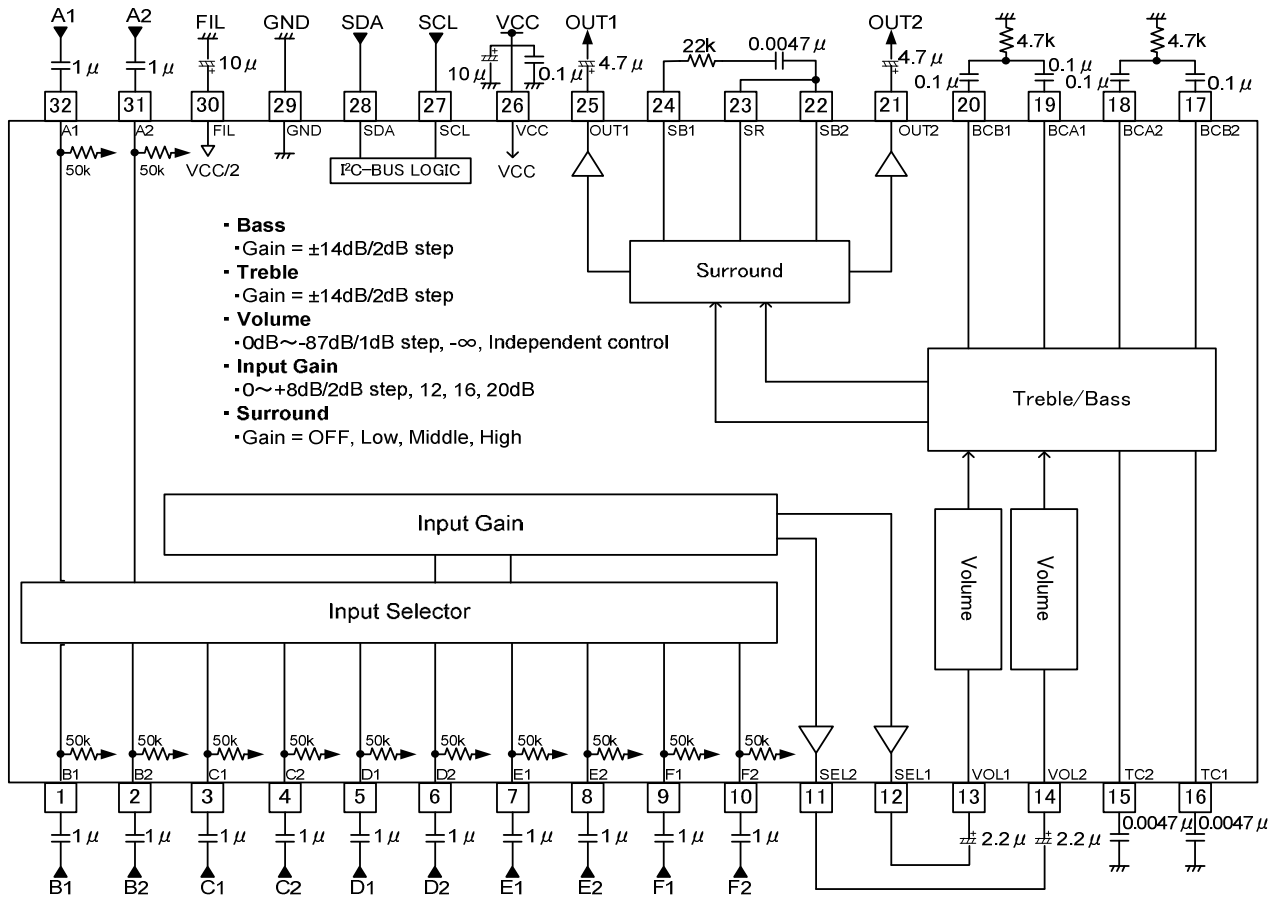 A1 A2 FIL GND SDA SCL VCC OUT1 OUT2
22k 0.0047μ 4.7k 4.7k
1μ 1μ 10μ 10μ 0.1μ 4.7μ 4.7μ 0.1μ 0.1μ 0.1μ 0.1μ
32 31 30 29 28 27 26 25 24 23 22 21 20 19 18 17
A1 A2 FIL GND SDA SCL VCC OUT1 SB1 SR SB2 OUT2 BCB1 BCA1 BCA2 BCB2
50k 50k VCC/2 I²C-BUS LOGIC VCC
· Bass
·Gain = ±14dB/2dB step
· Treble
·Gain = ±14dB/2dB step
· Volume
·0dB～-87dB/1dB step, -∞, Independent control
· Input Gain
·0～+8dB/2dB step, 12, 16, 20dB
· Surround
·Gain = OFF, Low, Middle, High
Surround
Treble/Bass
Input Gain
Volume
Volume
Input Selector
50k 50k 50k 50k 50k 50k 50k 50k 50k 50k
B1 B2 C1 C2 D1 D2 E1 E2 F1 F2 SEL2 SEL1 VOL1 VOL2 TC2 TC1
1 2 3 4 5 6 7 8 9 10 11 12 13 14 15 16
1μ 1μ 1μ 1μ 1μ 1μ 1μ 1μ 1μ 1μ 2.2μ 2.2μ 0.0047μ 0.0047μ
B1 B2 C1 C2 D1 D2 E1 E2 F1 F2